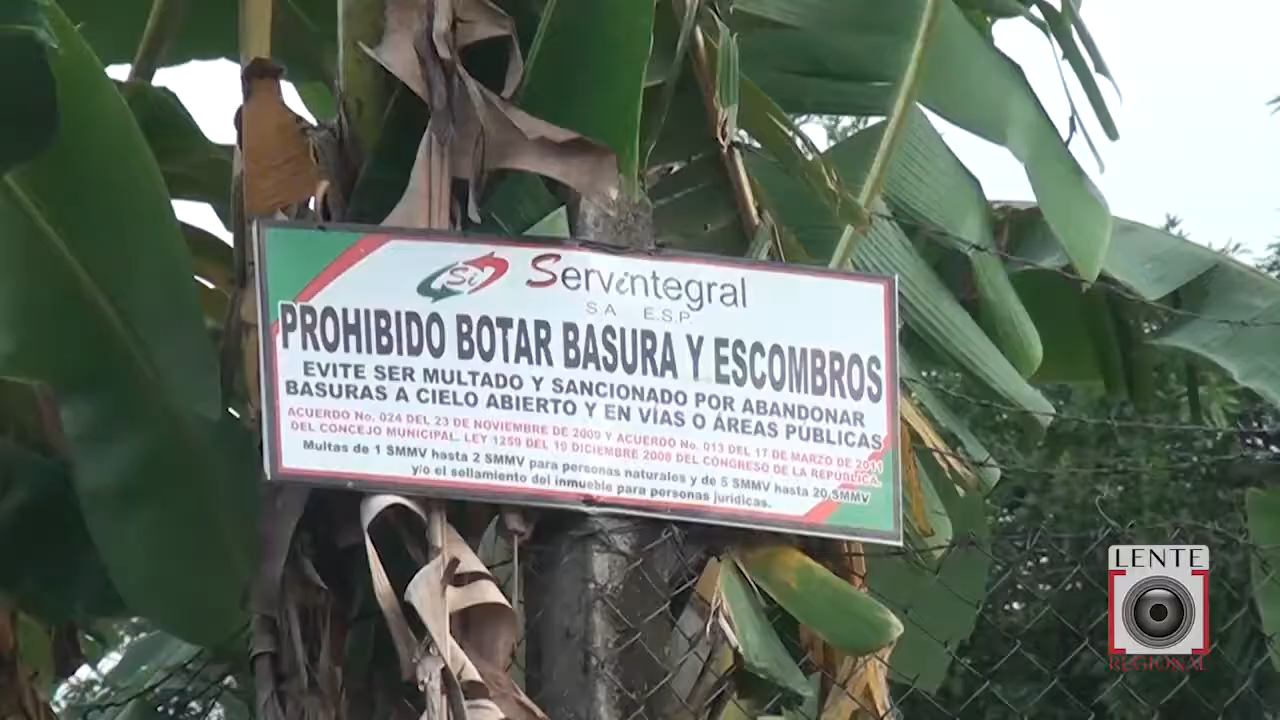 Si Servintegral
S.A E.S.P.
PROHIBIDO BOTAR BASURA Y ESCOMBROS
EVITE SER MULTADO Y SANCIONADO POR ABANDONAR
BASURAS A CIELO ABIERTO Y EN VÍAS O ÁREAS PUBLICAS
ACUERDO No. 024 DEL 23 DE NOVIEMBRE DE 2009 Y ACUERDO No. 013 DEL 17 DE MARZO DE 2011
DEL CONCEJO MUNICIPAL. LEY 1259 DEL 19 DICIEMBRE 2008 DEL CONGRESO DE LA REPÚBLICA.
Multas de 1 SMMV hasta 2 SMMV para personas naturales y de 5 SMMV hasta 20 SMMV
y/o el sellamiento del inmueble para personas jurídicas.
LENTE
REGIONAL